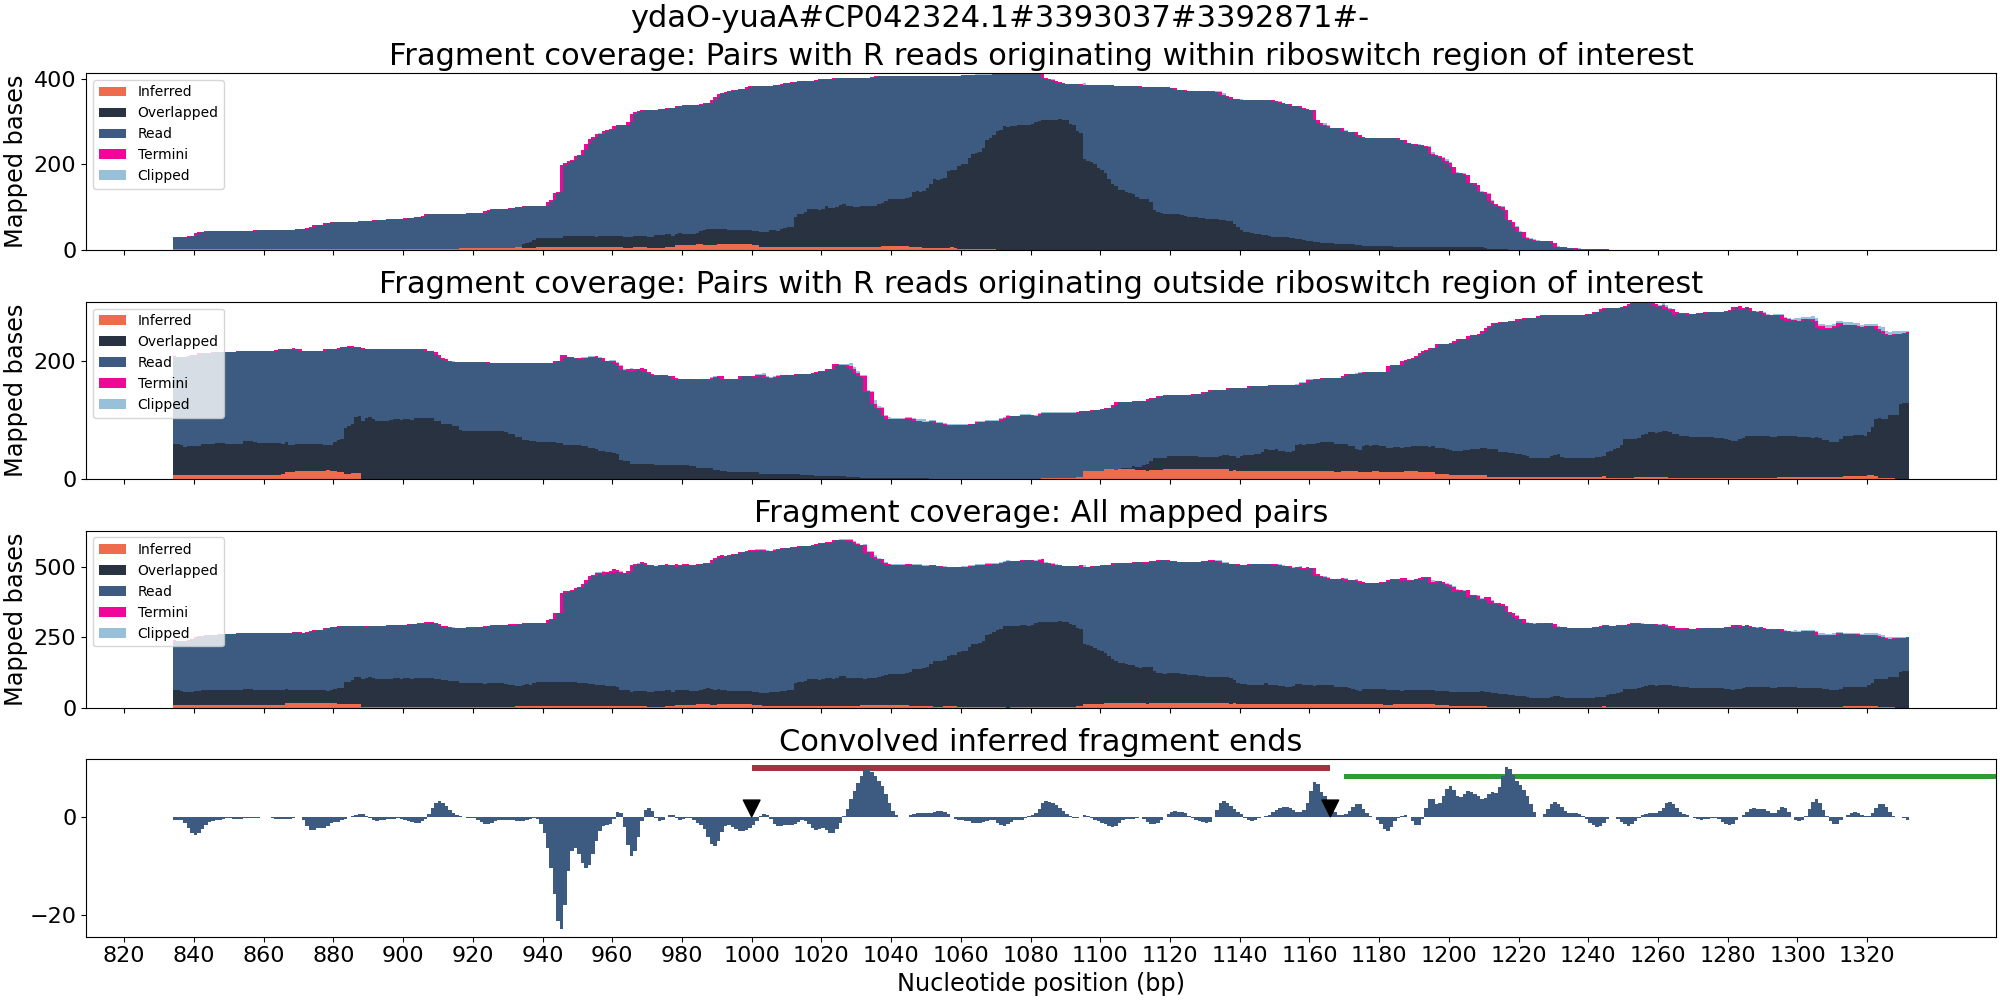 ydaO-yuaA#CP042324.1#3393037#3392871#-
Fragment coverage: Pairs with R reads originating within riboswitch region of interest
Mapped bases
400
200
0
Inferred
Overlapped
Read
Termini
Clipped
Fragment coverage: Pairs with R reads originating outside riboswitch region of interest
Mapped bases
200
0
Inferred
Overlapped
Read
Termini
Clipped
Fragment coverage: All mapped pairs
Mapped bases
500
250
0
Inferred
Overlapped
Read
Termini
Clipped
Convolved inferred fragment ends
0
−20
820 840 860 880 900 920 940 960 980 1000 1020 1040 1060 1080 1100 1120 1140 1160 1180 1200 1220 1240 1260 1280 1300 1320
Nucleotide position (bp)